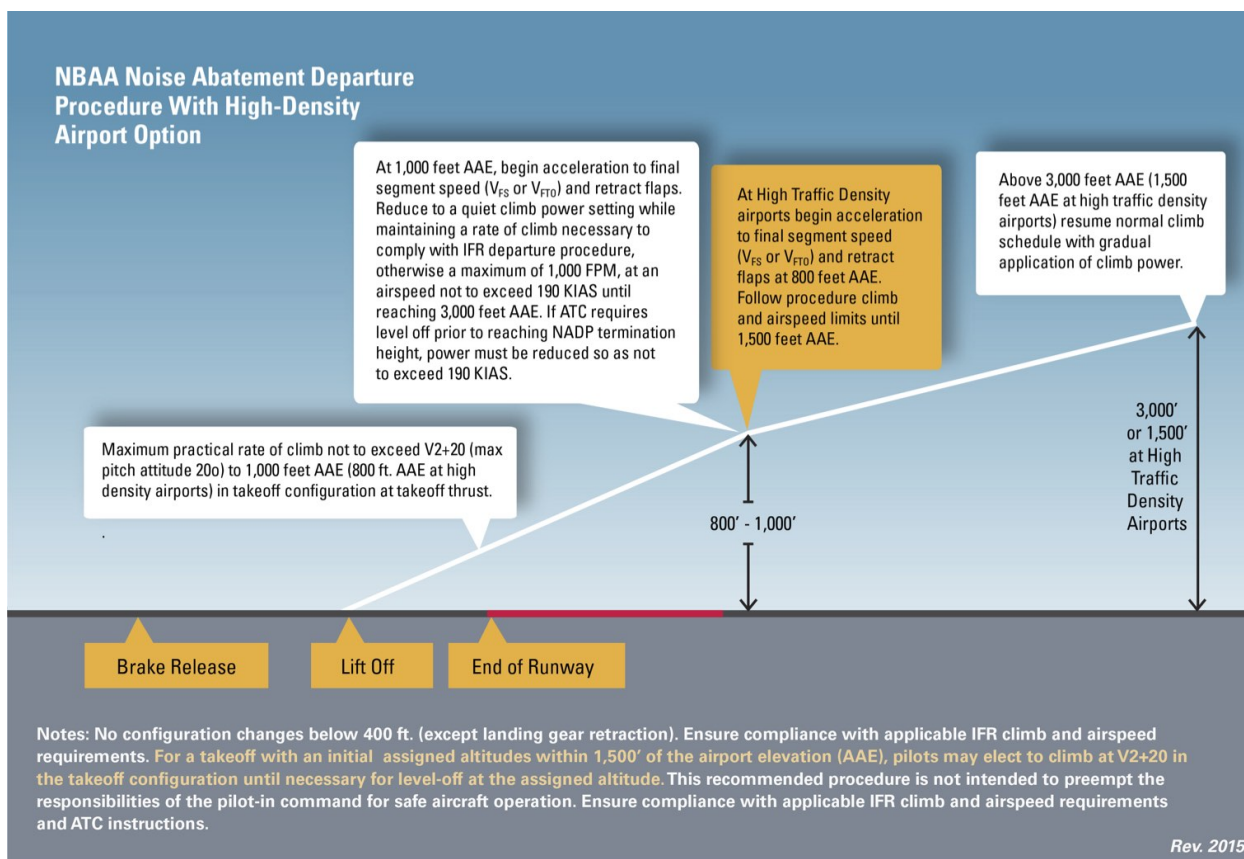 NBAA Noise Abatement Departure
Procedure With High-Density
Airport Option
At 1,000 feet AAE, begin acceleration to final
segment speed (VFS or VFTO) and retract flaps.
Reduce to a quiet climb power setting while
maintaining a rate of climb necessary to
comply with IFR departure procedure,
otherwise a maximum of 1,000 FPM, at an
airspeed not to exceed 190 KIAS until
reaching 3,000 feet AAE. If ATC requires
level off prior to reaching NADP termination
height, power must be reduced so as not
to exceed 190 KIAS.
At High Traffic Density
airports begin acceleration
to final segment speed
(VFS or VFTO) and retract
flaps at 800 feet AAE.
Follow procedure climb
and airspeed limits until
1,500 feet AAE.
Above 3,000 feet AAE (1,500
feet AAE at high traffic density
airports) resume normal climb
schedule with gradual
application of climb power.
Maximum practical rate of climb not to exceed V2+20 (max
pitch attitude 20o) to 1,000 feet AAE (800 ft. AAE at high
density airports) in takeoff configuration at takeoff thrust.
.
800’ - 1,000’
3,000’
or 1,500’
at High
Traffic
Density
Airports
Brake Release
Lift Off
End of Runway
Notes: No configuration changes below 400 ft. (except landing gear retraction). Ensure compliance with applicable IFR climb and airspeed
requirements. For a takeoff with an initial assigned altitudes within 1,500’ of the airport elevation (AAE), pilots may elect to climb at V2+20 in
the takeoff configuration until necessary for level-off at the assigned altitude. This recommended procedure is not intended to preempt the
responsibilities of the pilot-in command for safe aircraft operation. Ensure compliance with applicable IFR climb and airspeed requirements
and ATC instructions.
Rev. 2015